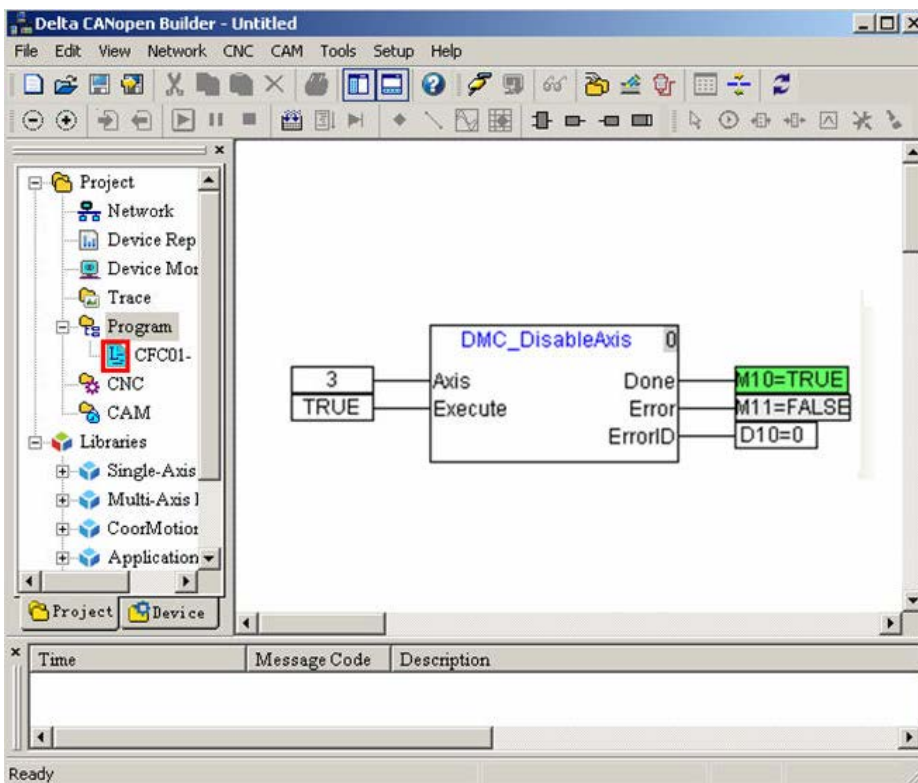 Delta CANopen Builder - Untitled
File Edit View Network CNC CAM Tools Setup Help
Project
Network
Device Rep
Device Mor
Trace
Program
CFC01-
CNC
CAM
Libraries
Single-Axis
Multi-Axis
CoorMotion
Application
Project Device
DMC_DisableAxis 0
3 Axis Done M10=TRUE
TRUE Execute Error M11=FALSE
ErrorID D10=0
Time Message Code Description
Ready